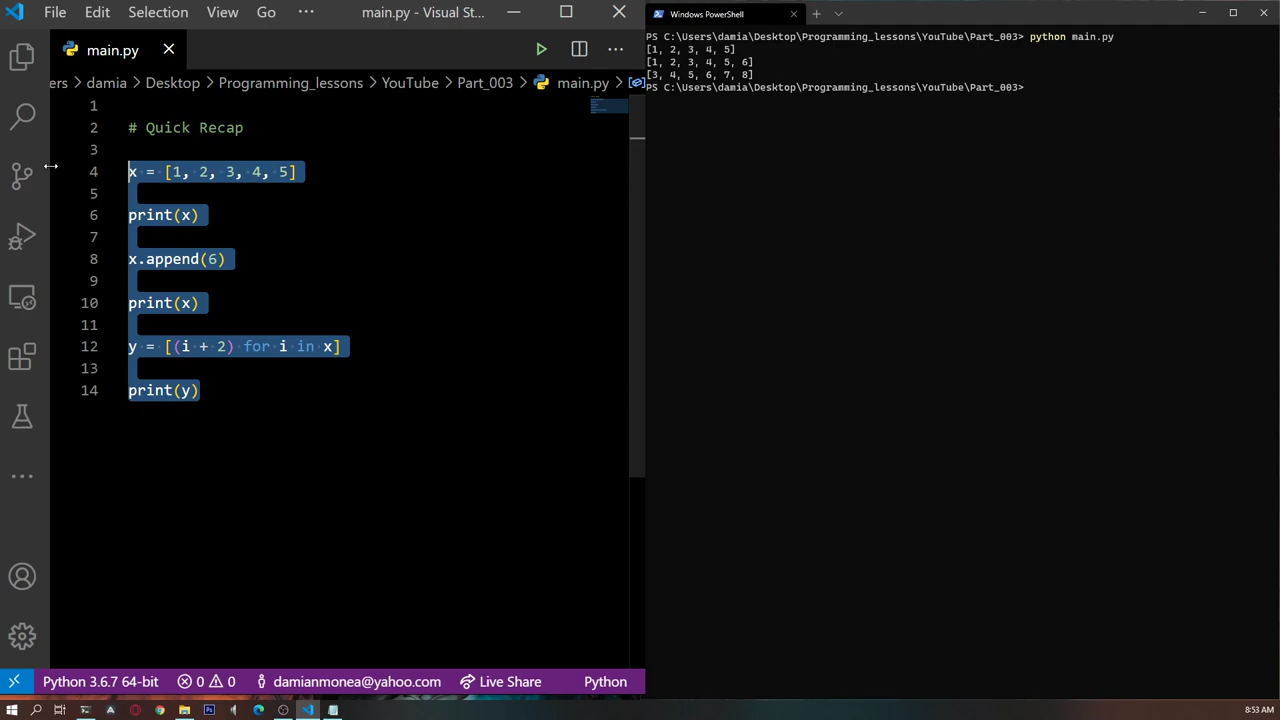 File Edit Selection View Go ··· main.py - Visual St...
main.py
ers > damia > Desktop > Programming_lessons > YouTube > Part_003 > main.py >
1
2 # Quick Recap
3
4 x = [1, 2, 3, 4, 5]
5
6 print(x)
7
8 x.append(6)
9
10 print(x)
11
12 y = [(i + 2) for i in x]
13
14 print(y)
Python 3.6.7 64-bit 0 0 damianmonea@yahoo.com Live Share Python
Windows PowerShell
PS C:\Users\damia\Desktop\Programming_lessons\YouTube\Part_003> python main.py
[1, 2, 3, 4, 5]
[1, 2, 3, 4, 5, 6]
[3, 4, 5, 6, 7, 8]
PS C:\Users\damia\Desktop\Programming_lessons\YouTube\Part_003>
8:53 AM